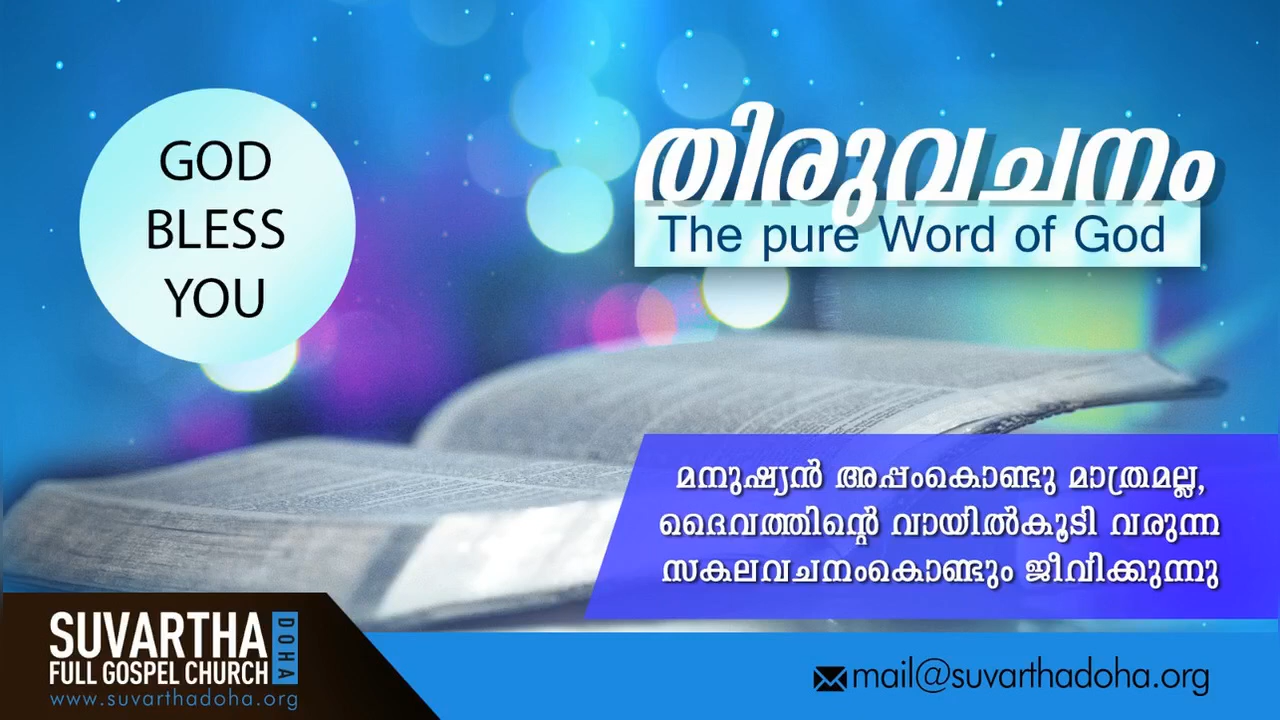 GOD
BLESS
YOU
തിരുവചനം
The pure Word of God
മനുഷ്യൻ അപ്പംകൊണ്ടു മാത്രമല്ല,
ദൈവത്തിന്റെ വായിൽകൂടി വരുന്ന
സകലവചനംകൊണ്ടും ജീവിക്കുന്നു
SUVARTHA DOHA
FULL GOSPEL CHURCH
www.suvarthadoha.org
mail@suvarthadoha.org